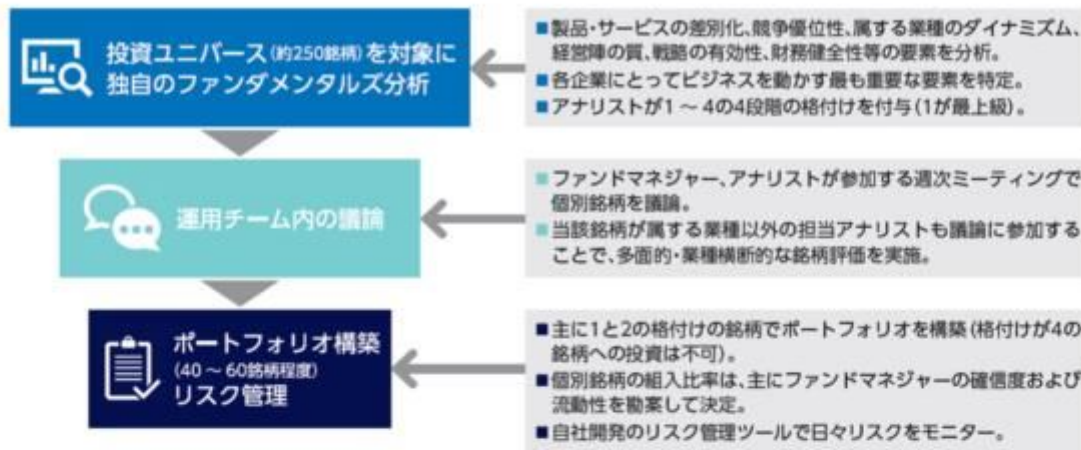 投資ユニバース(約250銘柄)を対象に
独自のファンダメンタルズ分析
■製品・サービスの差別化、競争優位性、属する業種のダイナミズム、
経営陣の質、戦略の有効性、財務健全性等の要素を分析。
■各企業にとってビジネスを動かす最も重要な要素を特定。
■アナリストが1～4の4段階の格付けを付与(1が最上級)。
運用チーム内の議論
■ファンドマネジャー、アナリストが参加する週次ミーティングで
個別銘柄を議論。
■当該銘柄が属する業種以外の担当アナリストも議論に参加する
ことで、多面的・業種横断的な銘柄評価を実施。
ポートフォリオ構築
(40～60銘柄程度)
リスク管理
■主に1と2の格付けの銘柄でポートフォリオを構築(格付けが4の
銘柄への投資は不可)。
■個別銘柄の組入比率は、主にファンドマネジャーの確信度および
流動性を勘案して決定。
■自社開発のリスク管理ツールで日々リスクをモニター。